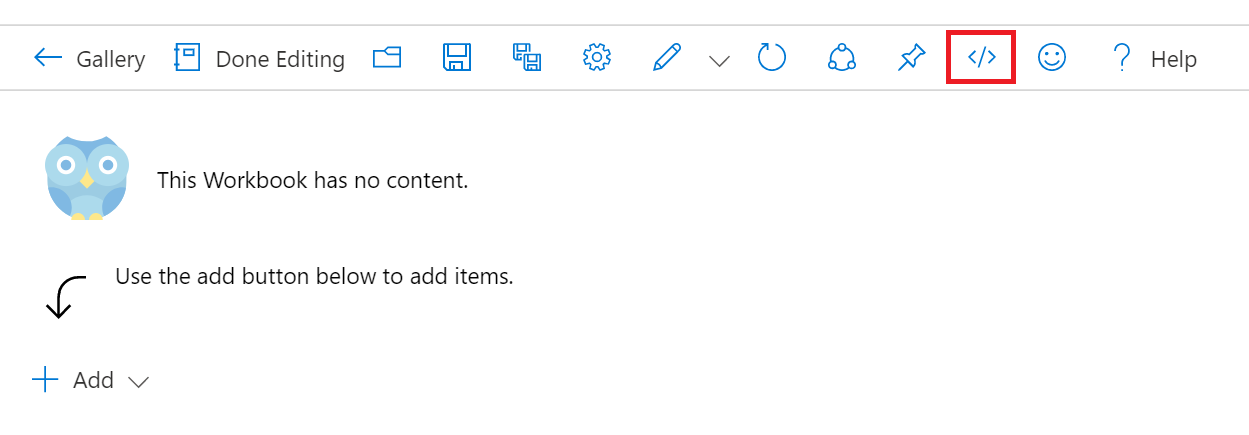 Gallery Done Editing </> ? Help
This Workbook has no content.
Use the add button below to add items.
+ Add